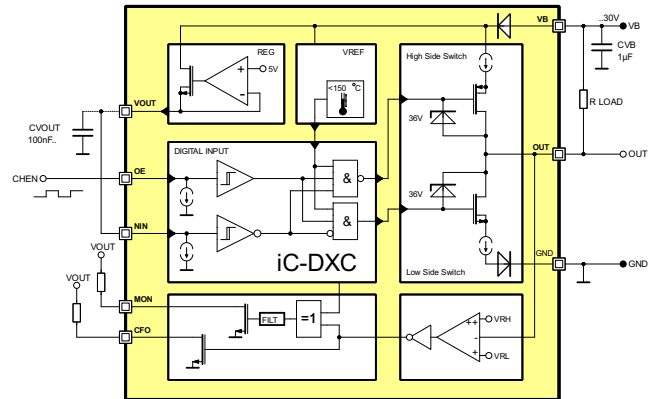 ..30V
VB
REG
VREF
High Side Switch
CVB
1µF
+
5V
-
<150 °C
VOUT
36V
R LOAD
CVOUT
100nF..
DIGITAL INPUT
OUT
OUT
CHEN
OE
&
36V
&
NIN
VOUT
iC-DXC
GND
GND
Low Side Switch
VOUT
MON
FILT
=1
++
VRH
-
CFO
+
VRL